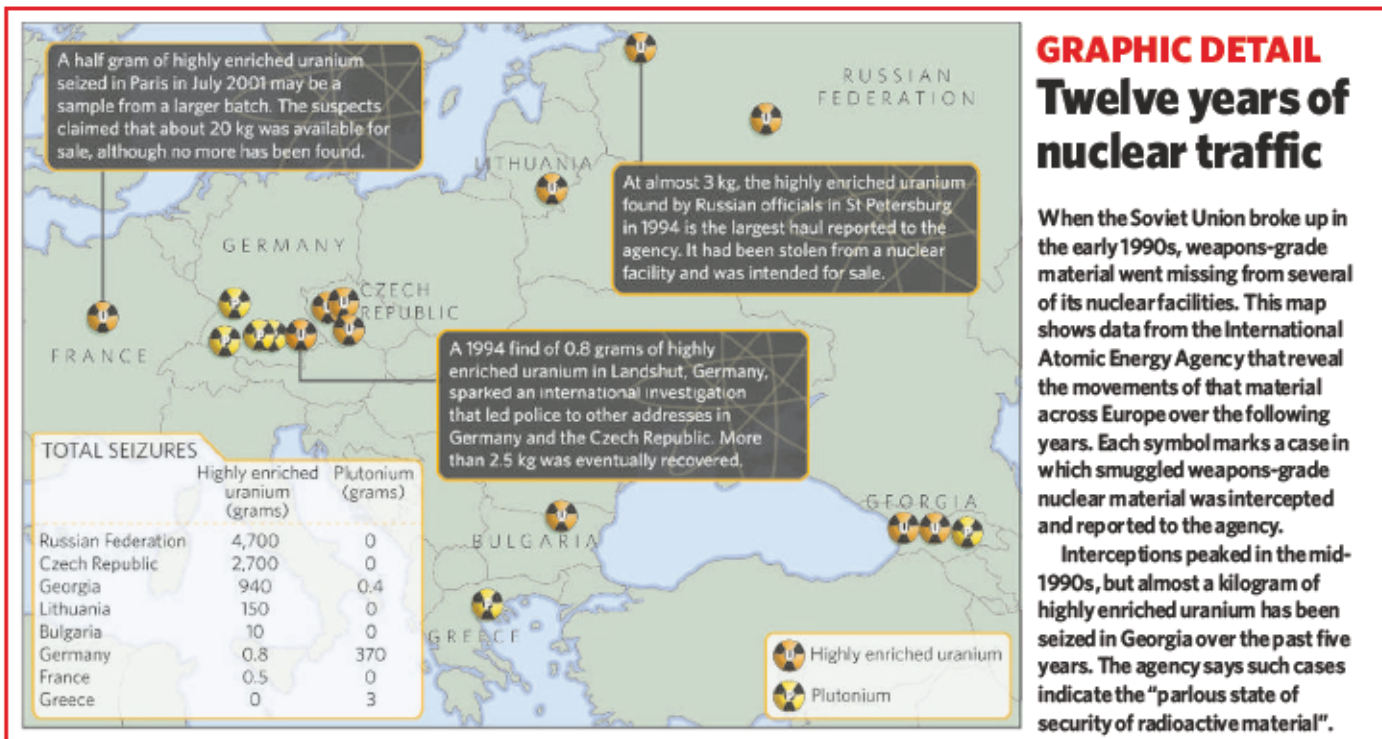 A half gram of highly enriched uranium
seized in Paris in July 2001 may be a
sample from a larger batch. The suspects
claimed that about 20 kg was available for
sale, although no more has been found.
RUSSIAN
FEDERATION
LITHUANIA
At almost 3 kg, the highly enriched uranium
found by Russian officials in St Petersburg
in 1994 is the largest haul reported to the
agency. It had been stolen from a nuclear
facility and was intended for sale.
GERMANY
CZECH
REPUBLIC
FRANCE
A 1994 find of 0.8 grams of highly
enriched uranium in Landshut, Germany,
sparked an international investigation
that led police to other addresses in
Germany and the Czech Republic. More
than 2.5 kg was eventually recovered.
BULGARIA
GEORGIA
GREECE
U
U
U
U
U
U
U
U
U
U
U
P
P
P
P
P
P
TOTAL SEIZURES
Highly enriched uranium (grams) Plutonium (grams)
Russian Federation 4,700 0
Czech Republic 2,700 0
Georgia 940 0.4
Lithuania 150 0
Bulgaria 10 0
Germany 0.8 370
France 0.5 0
Greece 0 3
U Highly enriched uranium
P Plutonium
GRAPHIC DETAIL
Twelve years of
nuclear traffic
When the Soviet Union broke up in
the early 1990s, weapons-grade
material went missing from several
of its nuclear facilities. This map
shows data from the International
Atomic Energy Agency that reveal
the movements of that material
across Europe over the following
years. Each symbol marks a case in
which smuggled weapons-grade
nuclear material was intercepted
and reported to the agency.
Interceptions peaked in the mid-
1990s, but almost a kilogram of
highly enriched uranium has been
seized in Georgia over the past five
years. The agency says such cases
indicate the "parlous state of
security of radioactive material".